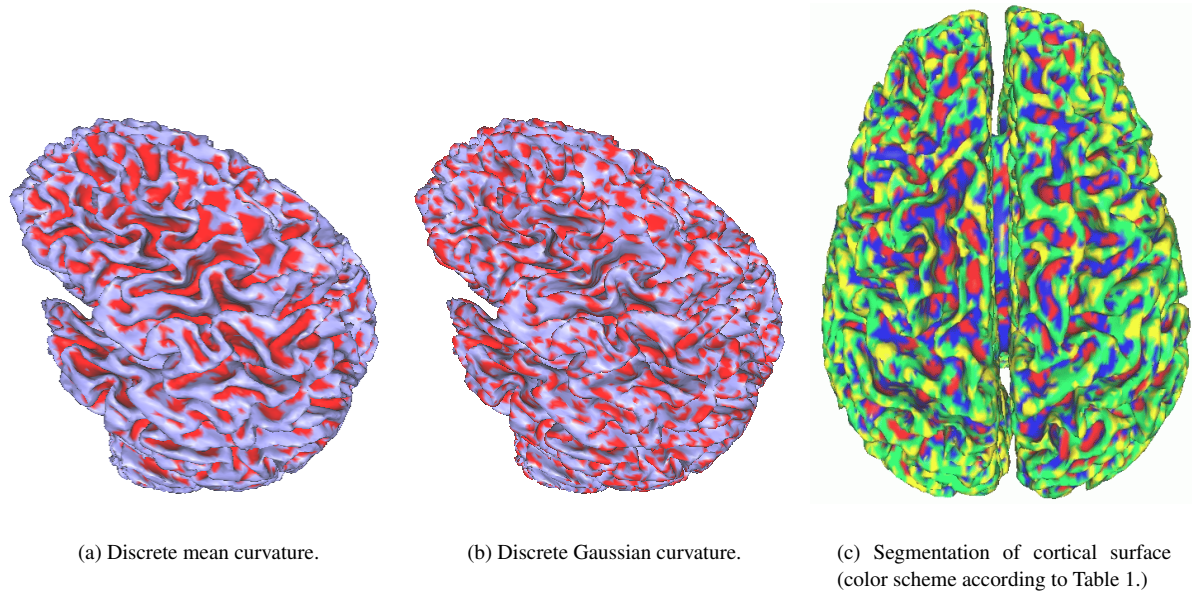 (a) Discrete mean curvature.
(b) Discrete Gaussian curvature.
(c) Segmentation of cortical surface
(color scheme according to Table 1.)